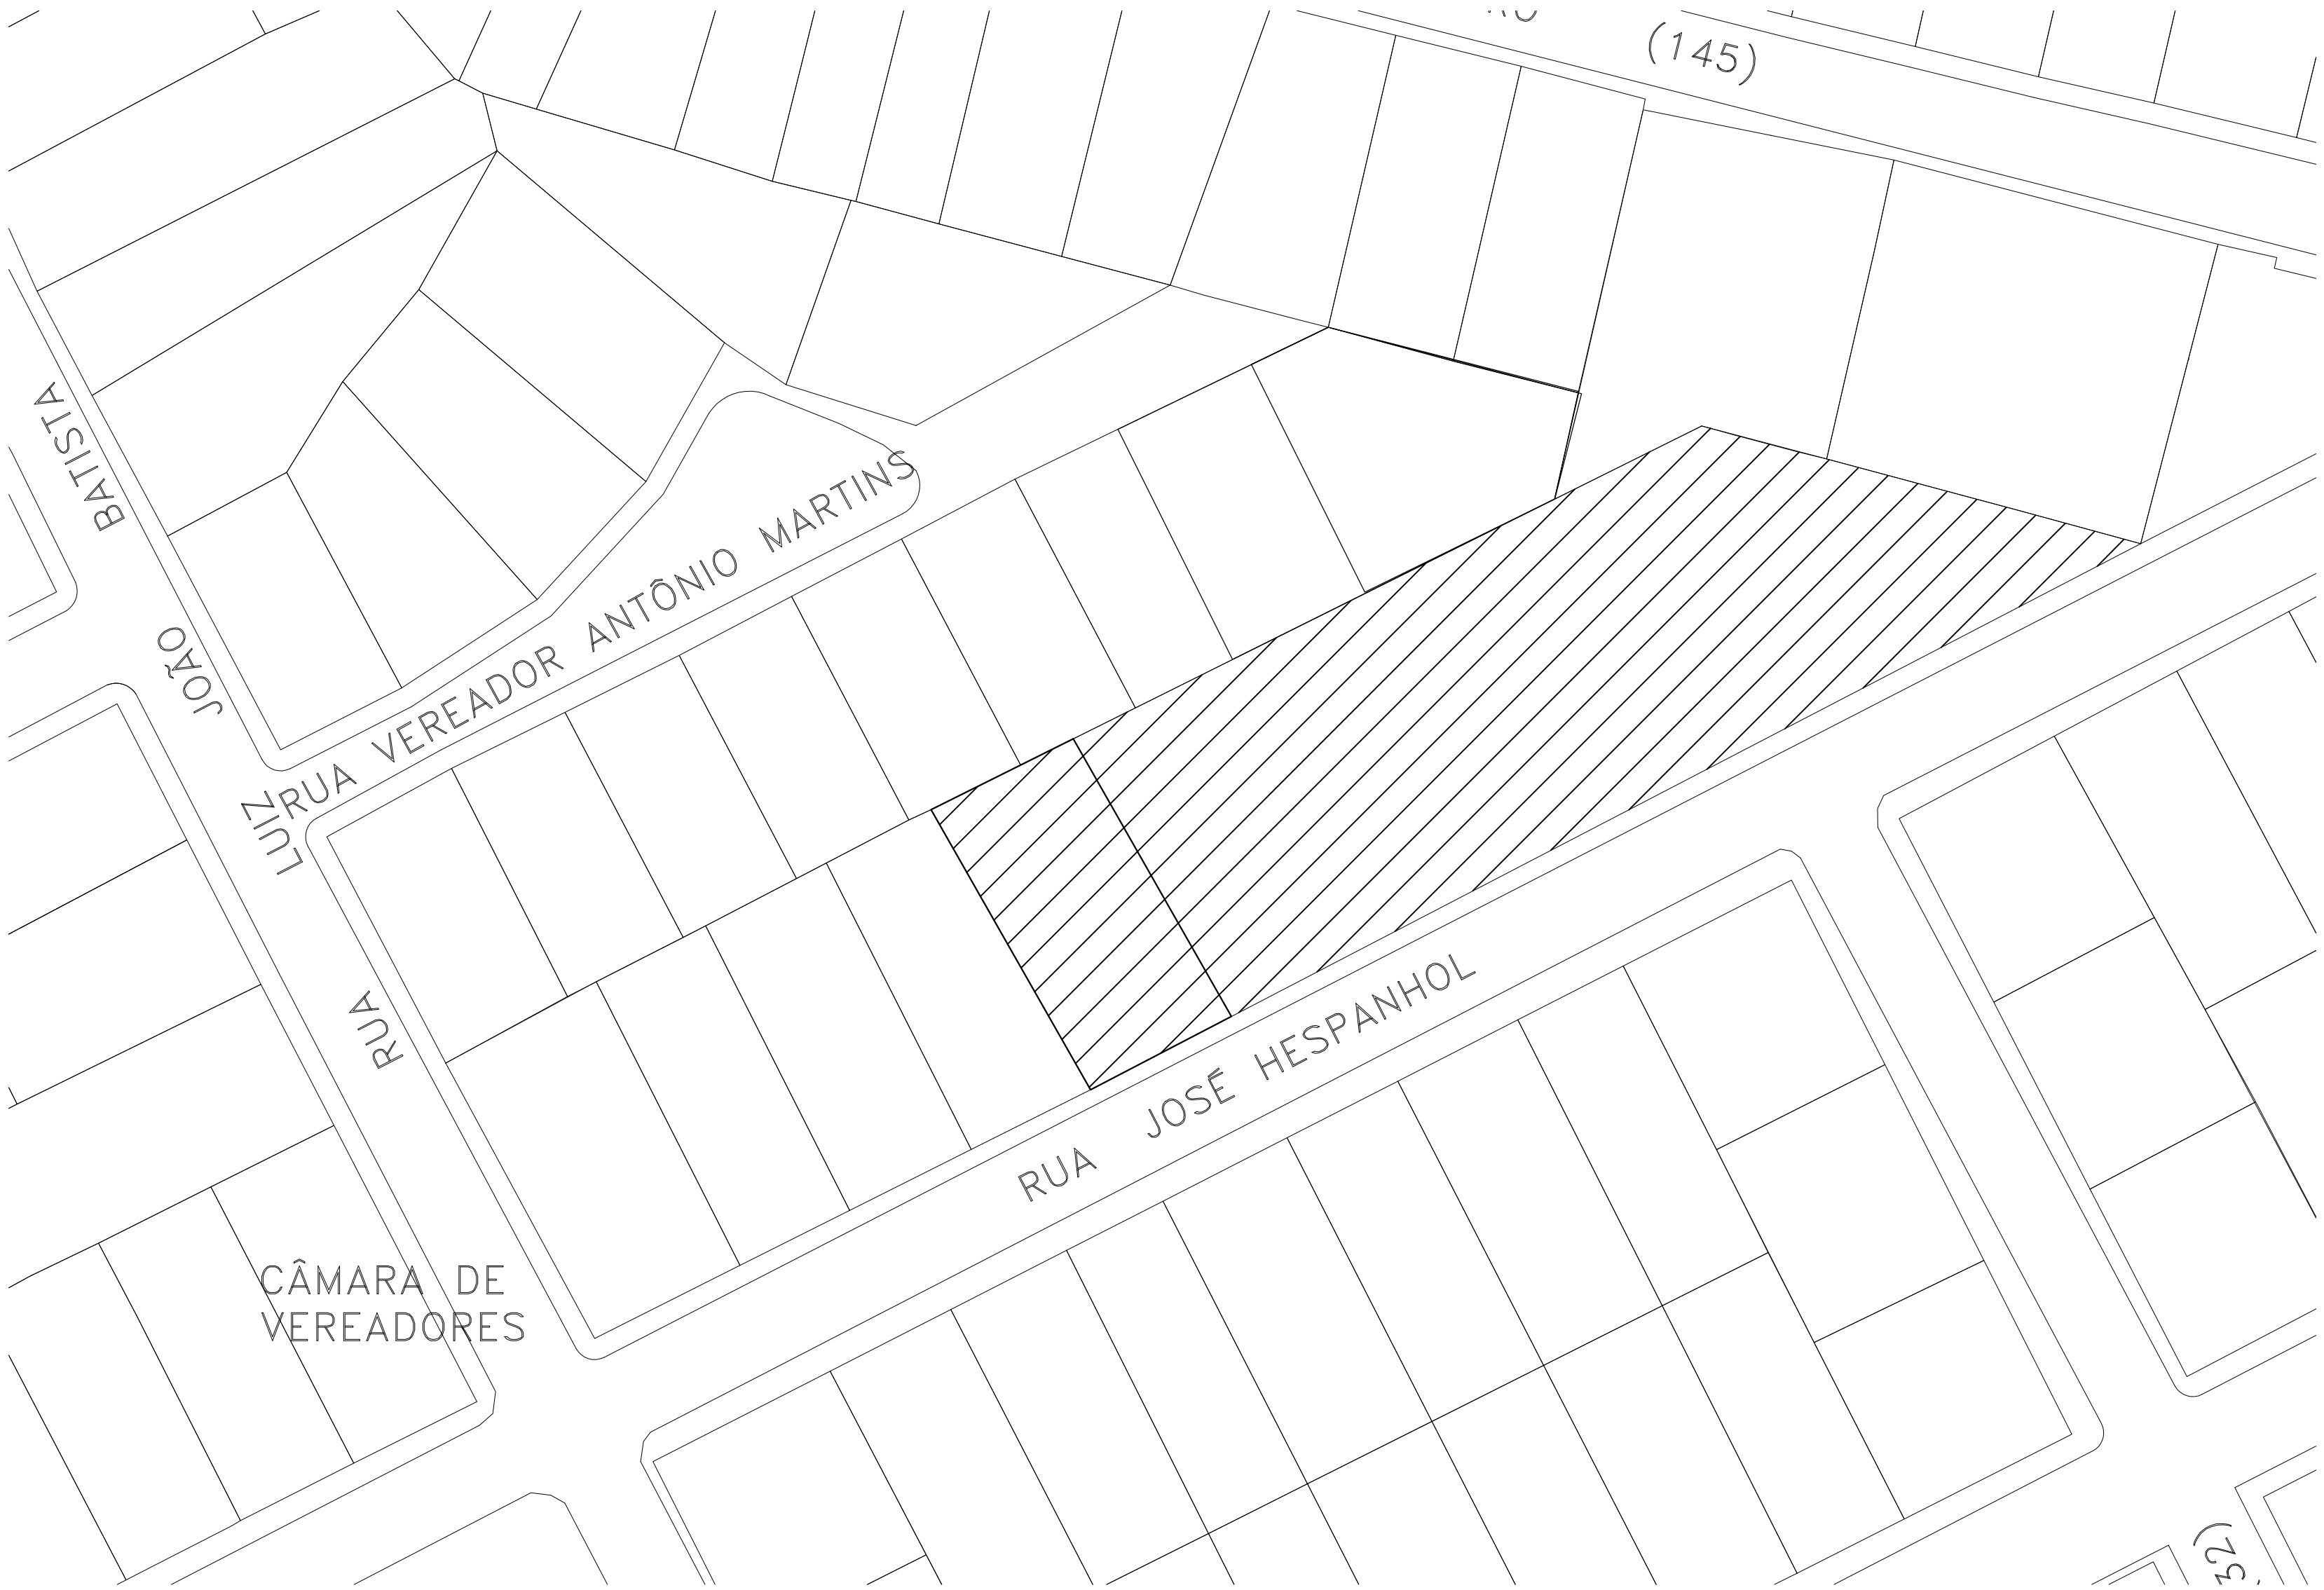 (145)
RUA VEREADOR ANTÔNIO MARTINS
RUA LUIZ JOÃO BATISTA
RUA JOSÉ HESPANHOL
CÂMARA DE
VEREADORES